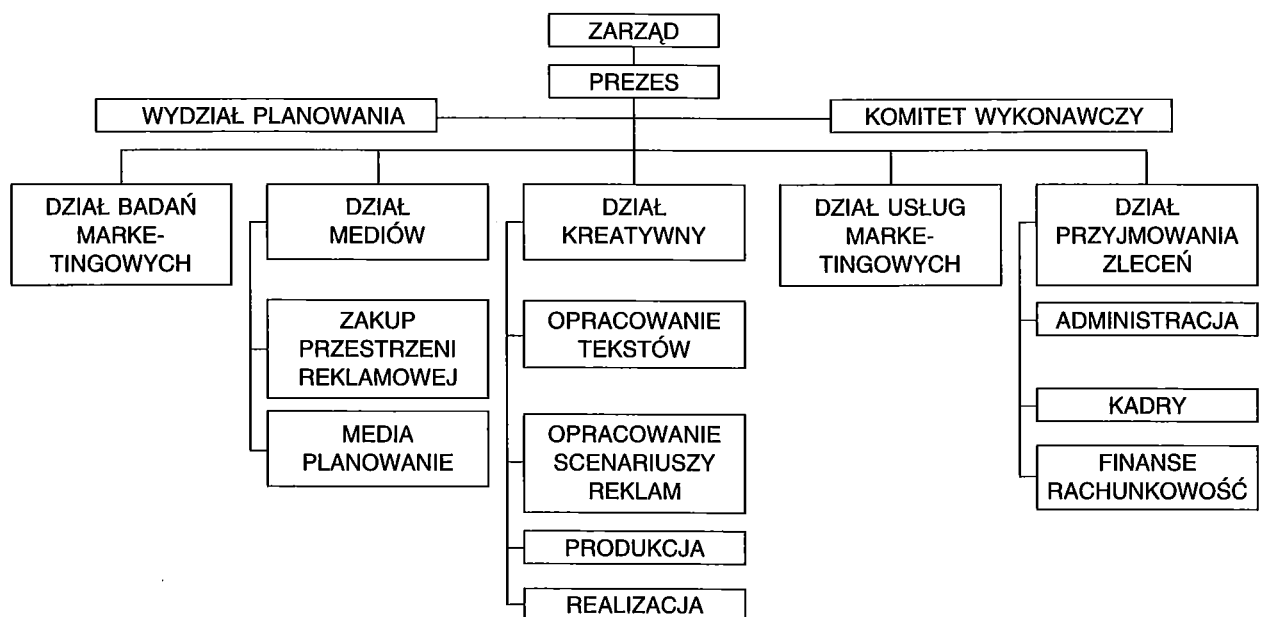 ZARZĄD
PREZES
WYDZIAŁ PLANOWANIA
KOMITET WYKONAWCZY
DZIAŁ BADAŃ
MARKE-
TINGOWYCH
DZIAŁ
MEDIÓW
ZAKUP
PRZESTRZENI
REKLAMOWEJ
MEDIA
PLANOWANIE
DZIAŁ
KREATYWNY
OPRACOWANIE
TEKSTÓW
OPRACOWANIE
SCENARIUSZY
REKLAM
PRODUKCJA
REALIZACJA
DZIAŁ USŁUG
MARKE-
TINGOWYCH
DZIAŁ
PRZYJMOWANIA
ZLECEŃ
ADMINISTRACJA
KADRY
FINANSE
RACHUNKOWOŚĆ